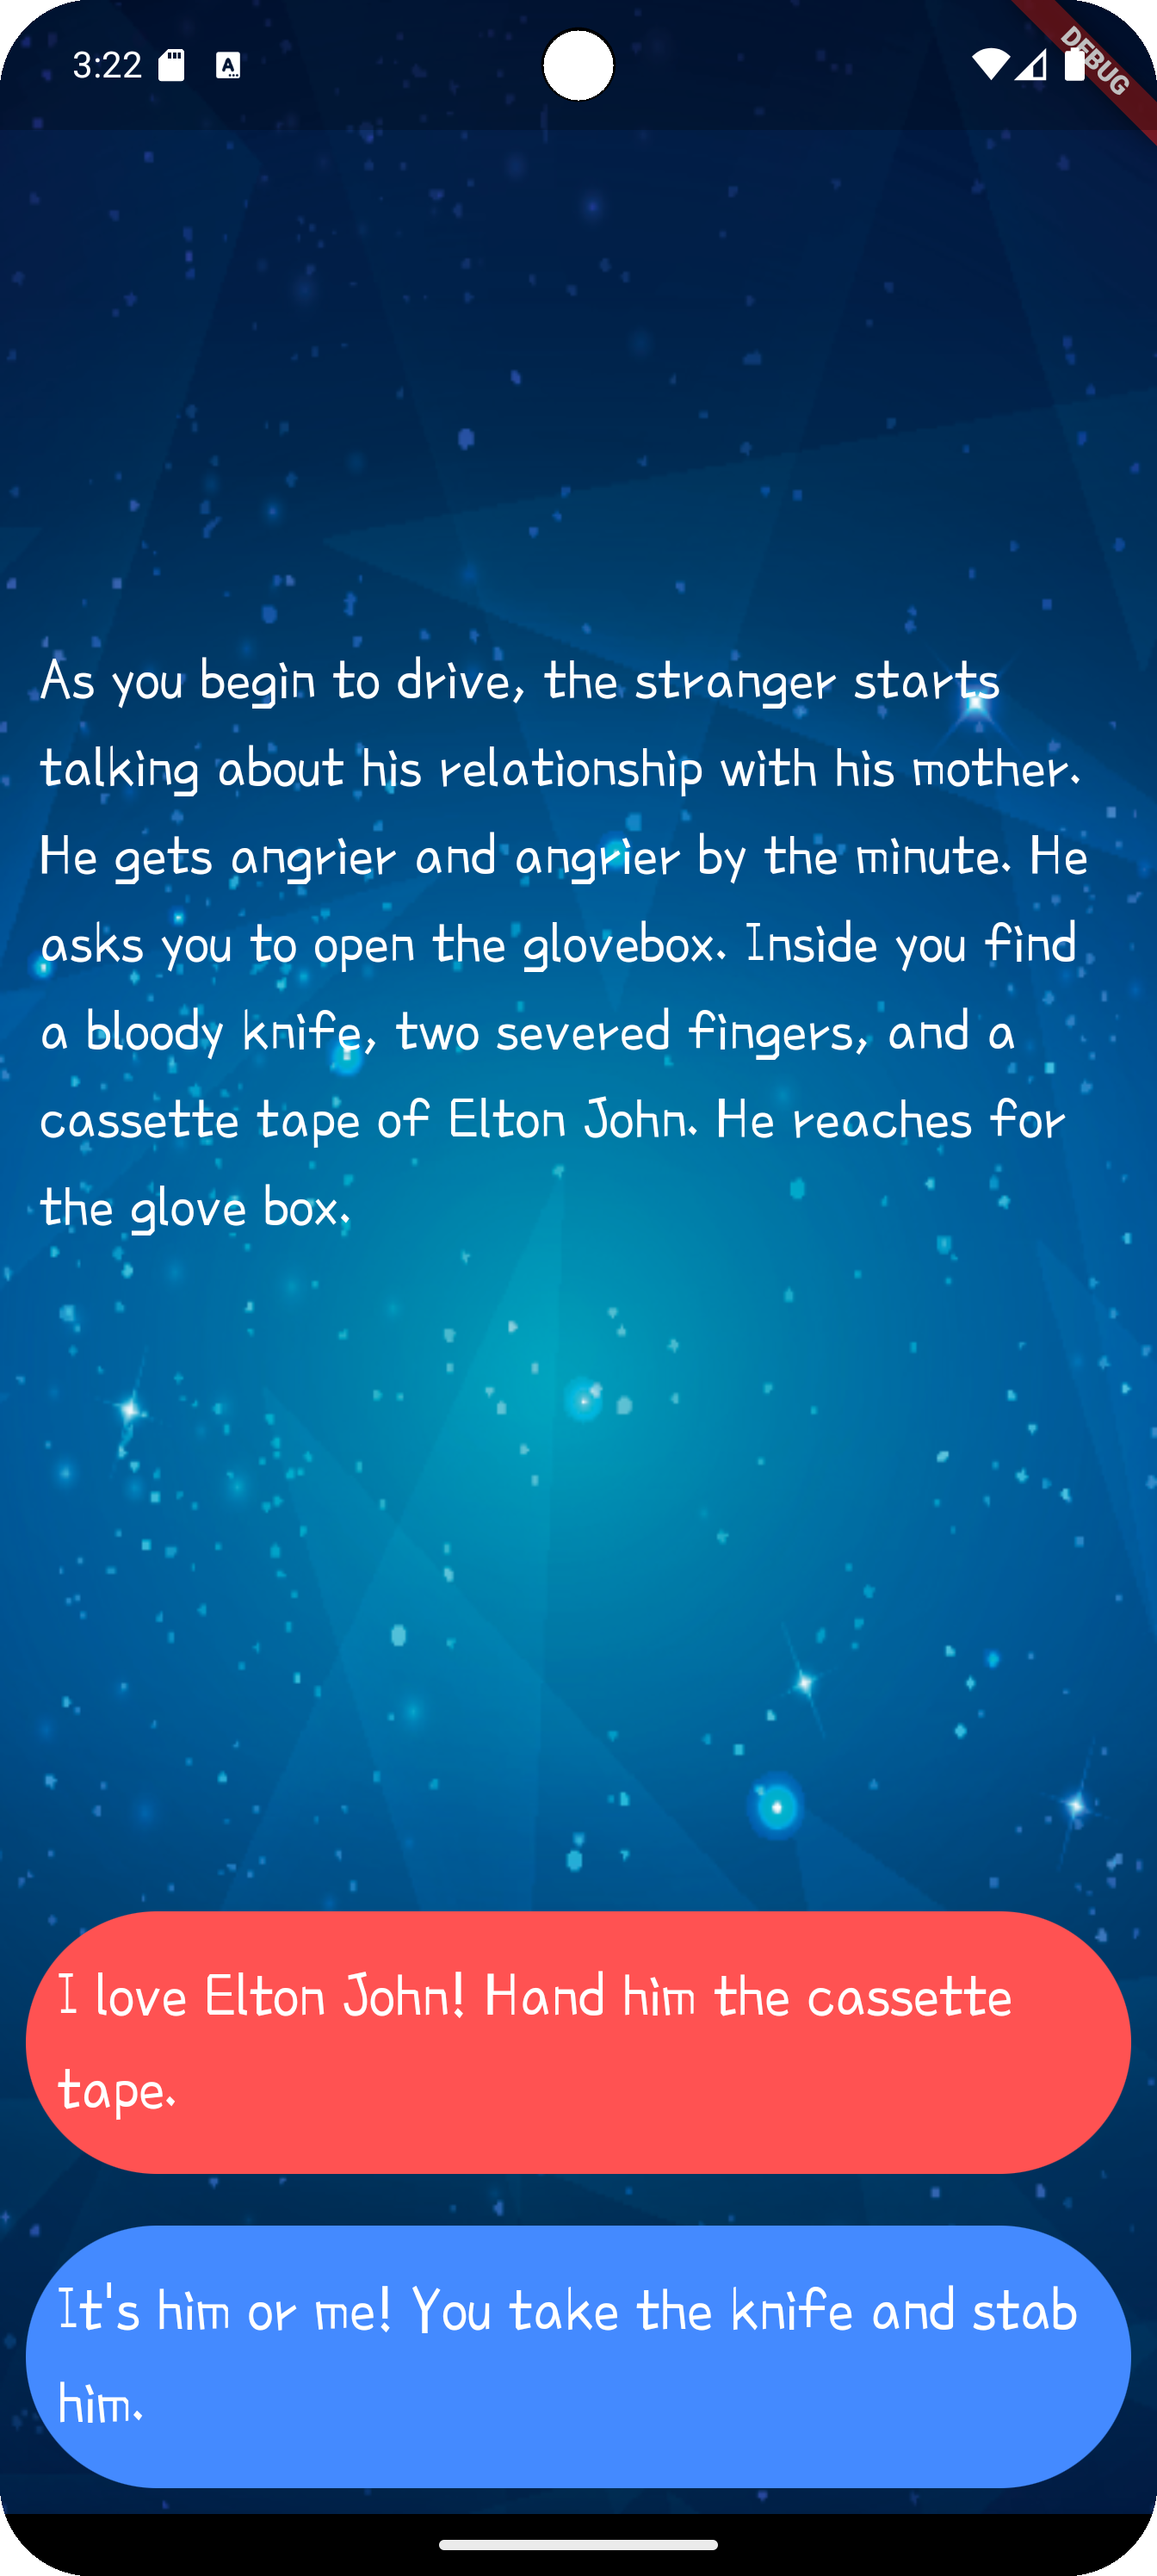 3:22
DEBUG
As you begin to drive, the stranger starts
talking about his relationship with his mother.
He gets angrier and angrier by the minute. He
asks you to open the glovebox. Inside you find
a bloody knife, two severed fingers, and a
cassette tape of Elton John. He reaches for
the glove box.
I love Elton John! Hand him the cassette
tape.
It's him or me! You take the knife and stab
him.